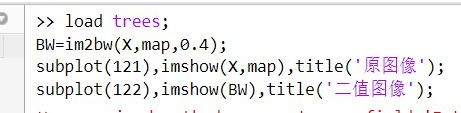 >> load trees;
BW=im2bw(X,map,0.4);
subplot(121),imshow(X,map),title('原图像');
subplot(122),imshow(BW),title('二值图像');